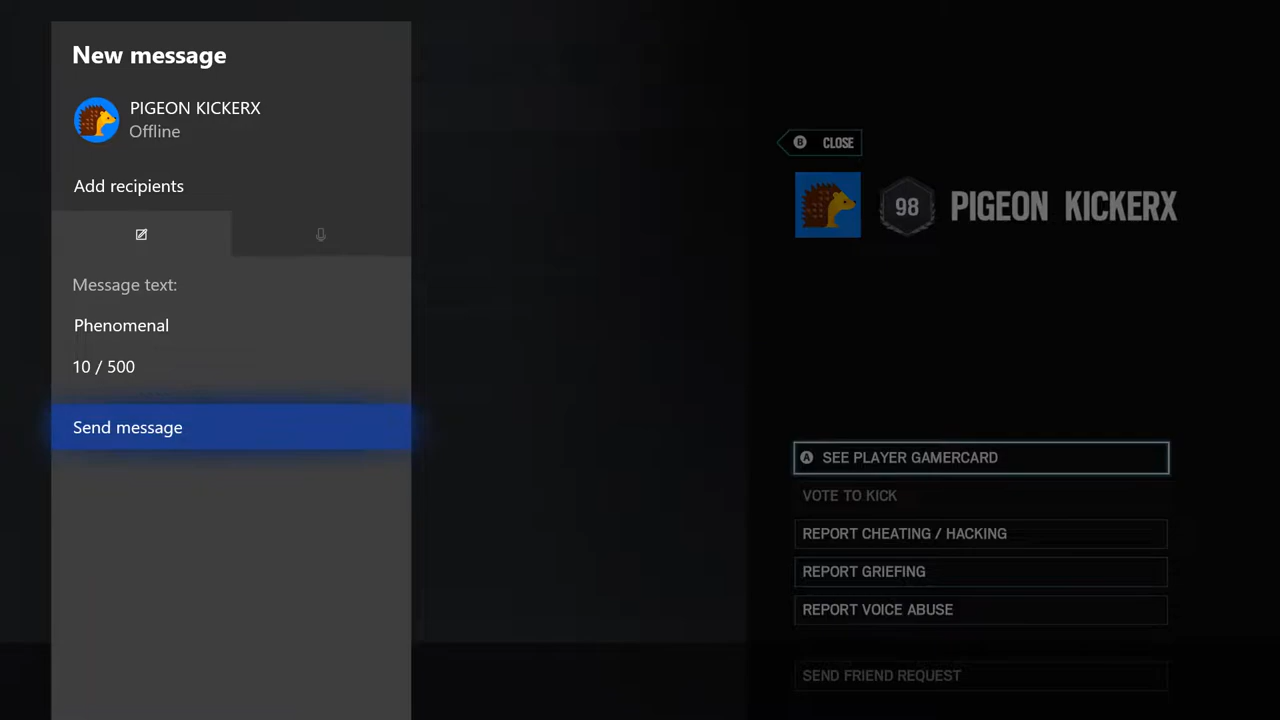 New message
PIGEON KICKERX
Offline
Add recipients
Message text:
Phenomenal
10 / 500
Send message
B CLOSE
98 PIGEON KICKERX
A SEE PLAYER GAMERCARD
VOTE TO KICK
REPORT CHEATING / HACKING
REPORT GRIEFING
REPORT VOICE ABUSE
SEND FRIEND REQUEST